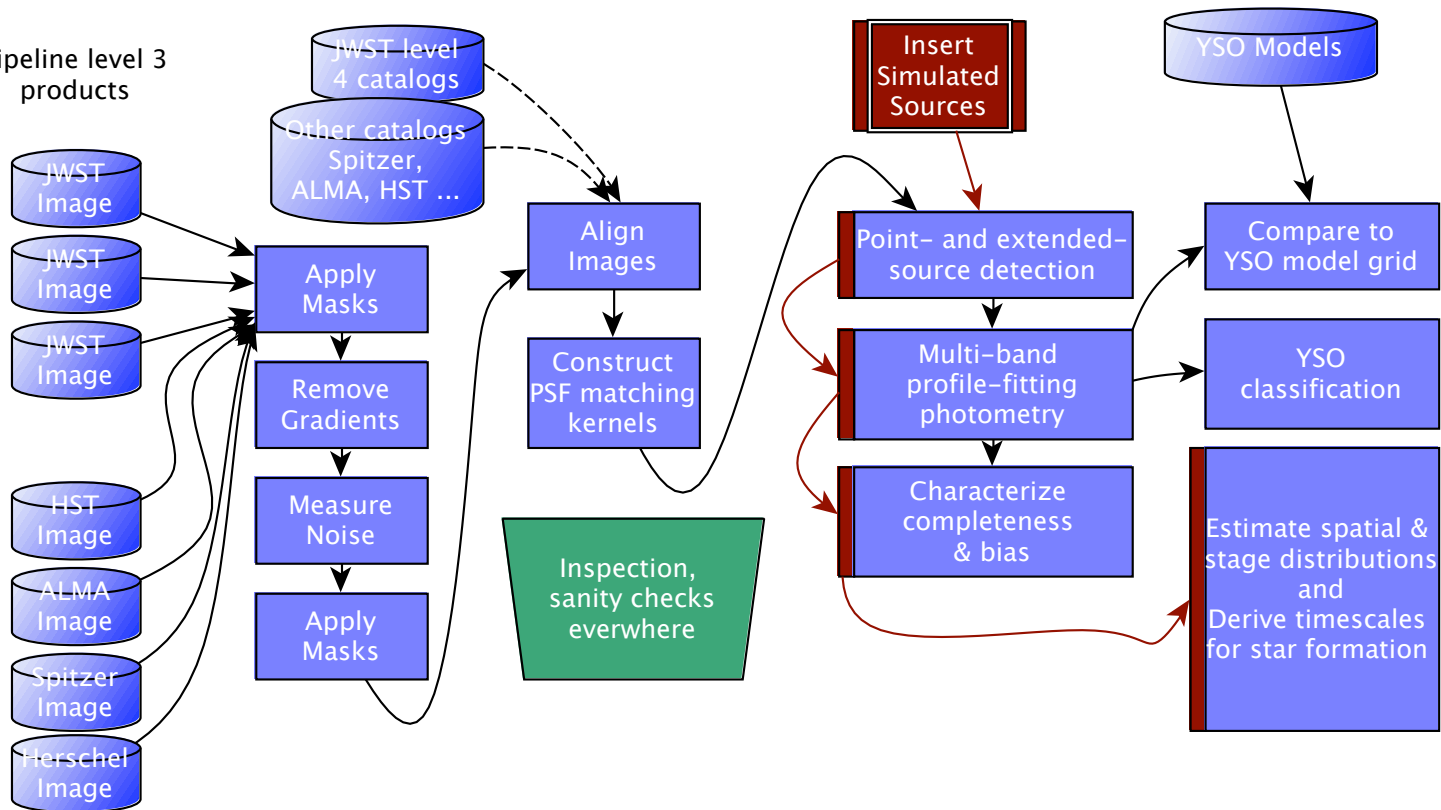 ipeline level 3
products
JWST
Image
JWST
Image
JWST
Image
HST
Image
ALMA
Image
Spitzer
Image
Herschel
Image
JWST level
4 catalogs
Other catalogs
Spitzer,
ALMA, HST ...
Apply
Masks
Remove
Gradients
Measure
Noise
Apply
Masks
Align
Images
Construct
PSF matching
kernels
Inspection,
sanity checks
everwhere
Insert
Simulated
Sources
Point- and extended-
source detection
Multi-band
profile-fitting
photometry
Characterize
completeness
& bias
YSO Models
Compare to
YSO model grid
YSO
classification
Estimate spatial &
stage distributions
and
Derive timescales
for star formation